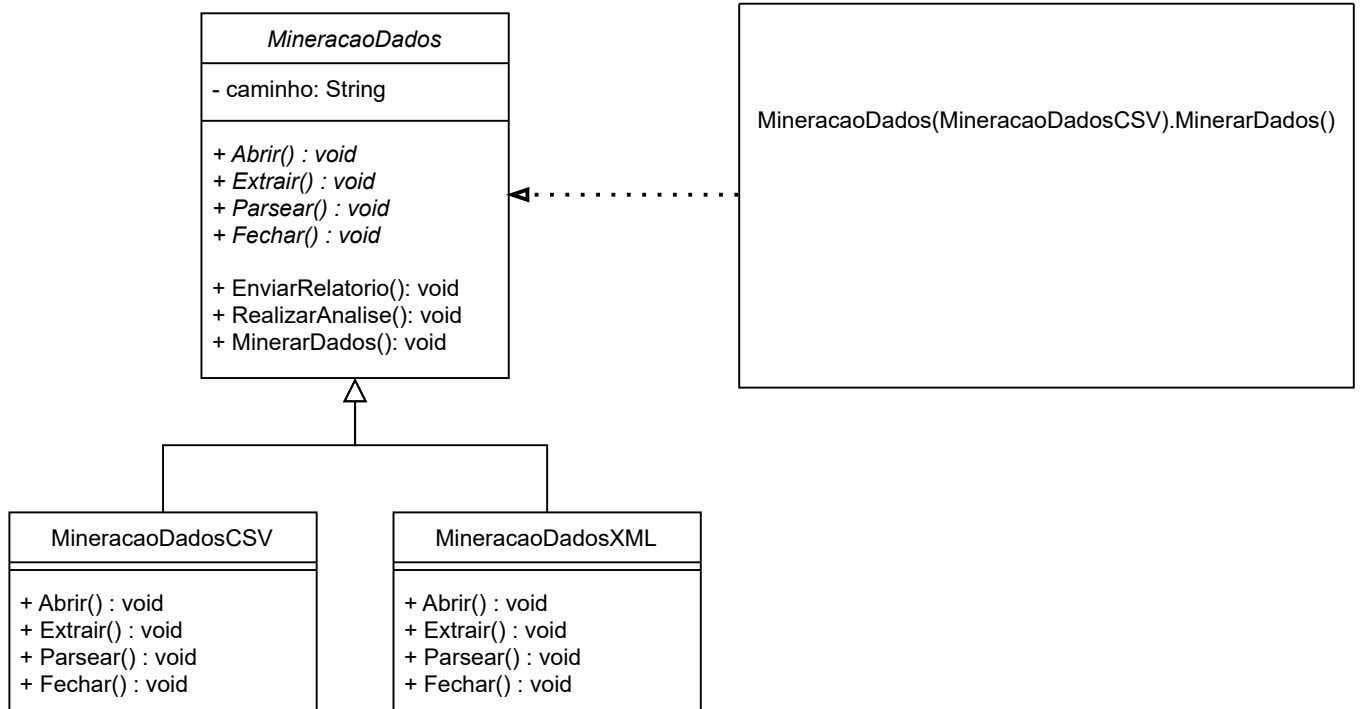 MineracaoDados
- caminho: String
+ Abrir() : void
+ Extrair() : void
+ Parsear() : void
+ Fechar() : void
+ EnviarRelatorio(): void
+ RealizarAnalise(): void
+ MinerarDados(): void
MineracaoDados(MineracaoDadosCSV).MinerarDados()
MineracaoDadosCSV
+ Abrir() : void
+ Extrair() : void
+ Parsear() : void
+ Fechar() : void
MineracaoDadosXML
+ Abrir() : void
+ Extrair() : void
+ Parsear() : void
+ Fechar() : void